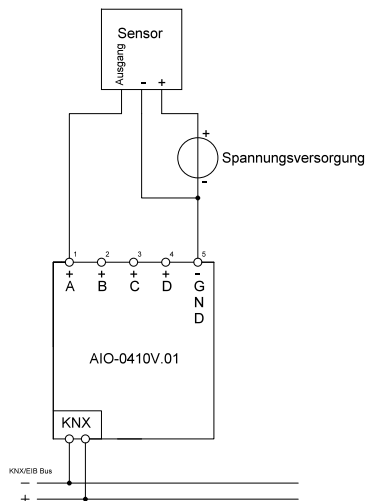 Sensor
Ausgang - +
+
Spannungsversorgung
-
1 2 3 4 5
+ + + + -
A B C D G
N
D
AIO-0410V.01
KNX
KNX/EIB Bus
-
+